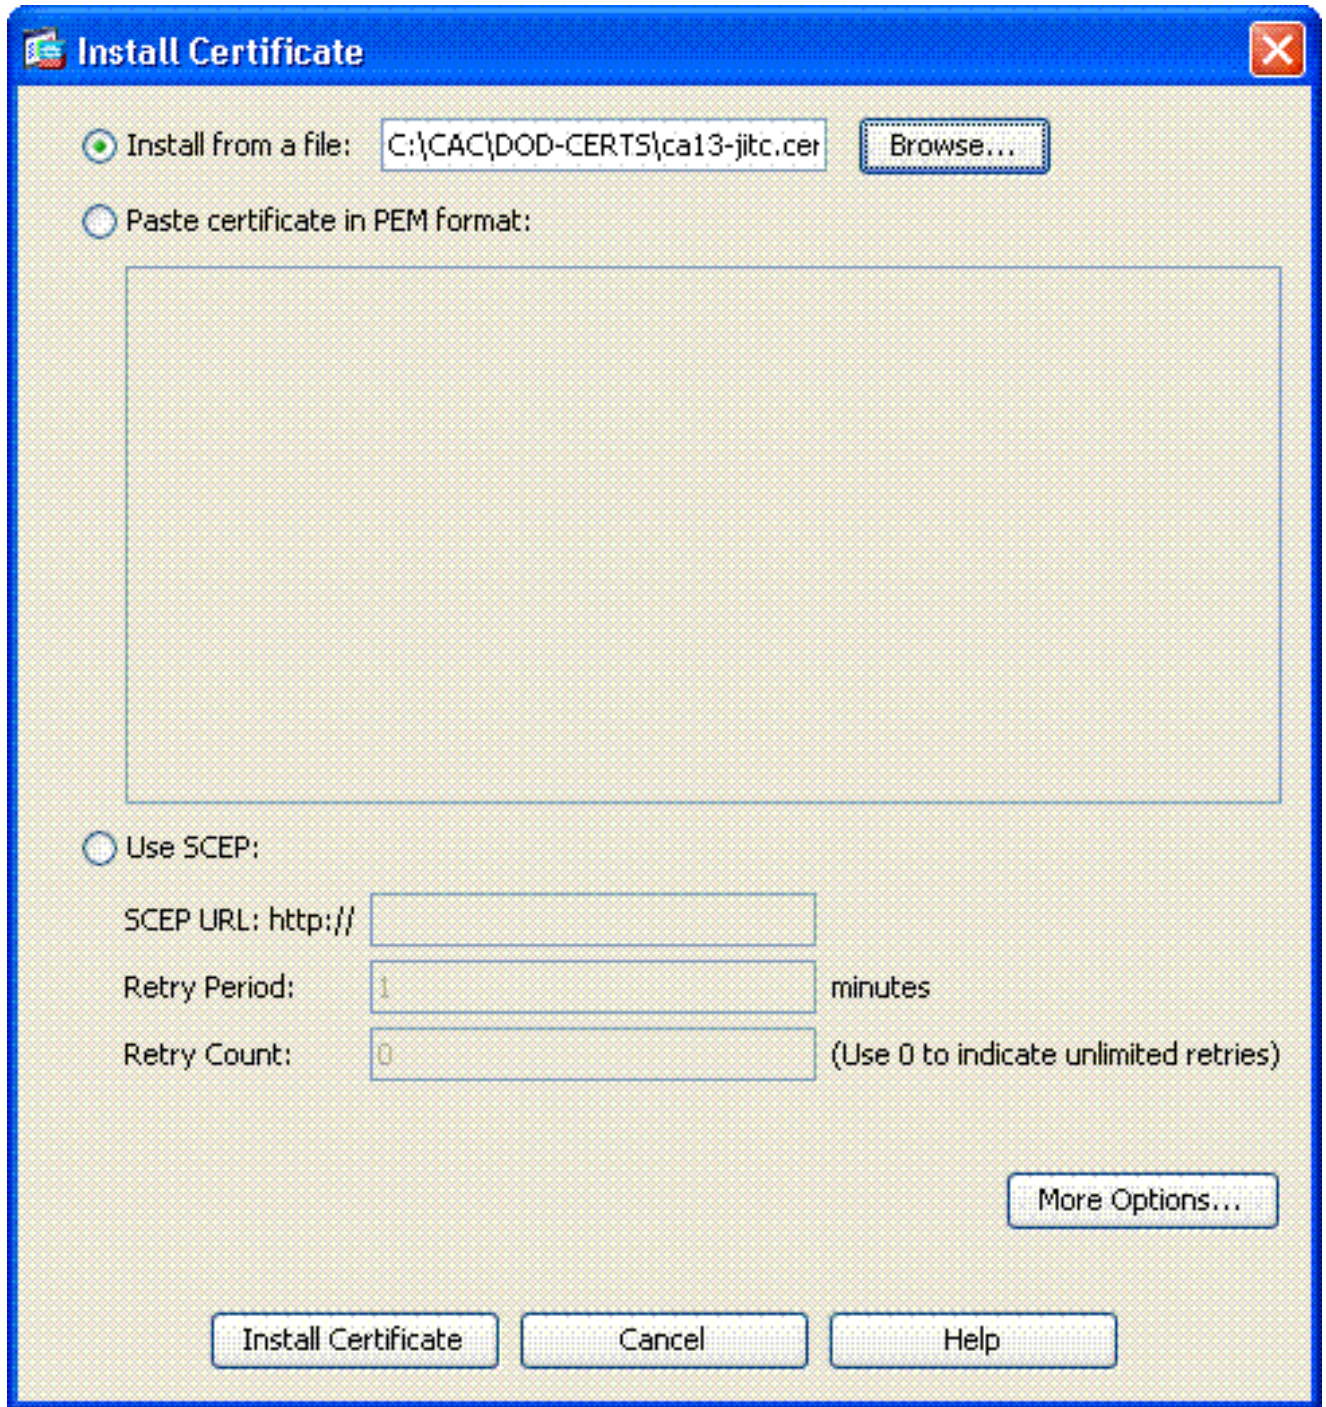 Install Certificate
Install from a file: C:\CAC\DOD-CERTS\ca13-jitc.cer Browse...
Paste certificate in PEM format:
Use SCEP:
SCEP URL: http://
Retry Period: 1 minutes
Retry Count: 0 (Use 0 to indicate unlimited retries)
More Options...
Install Certificate Cancel Help